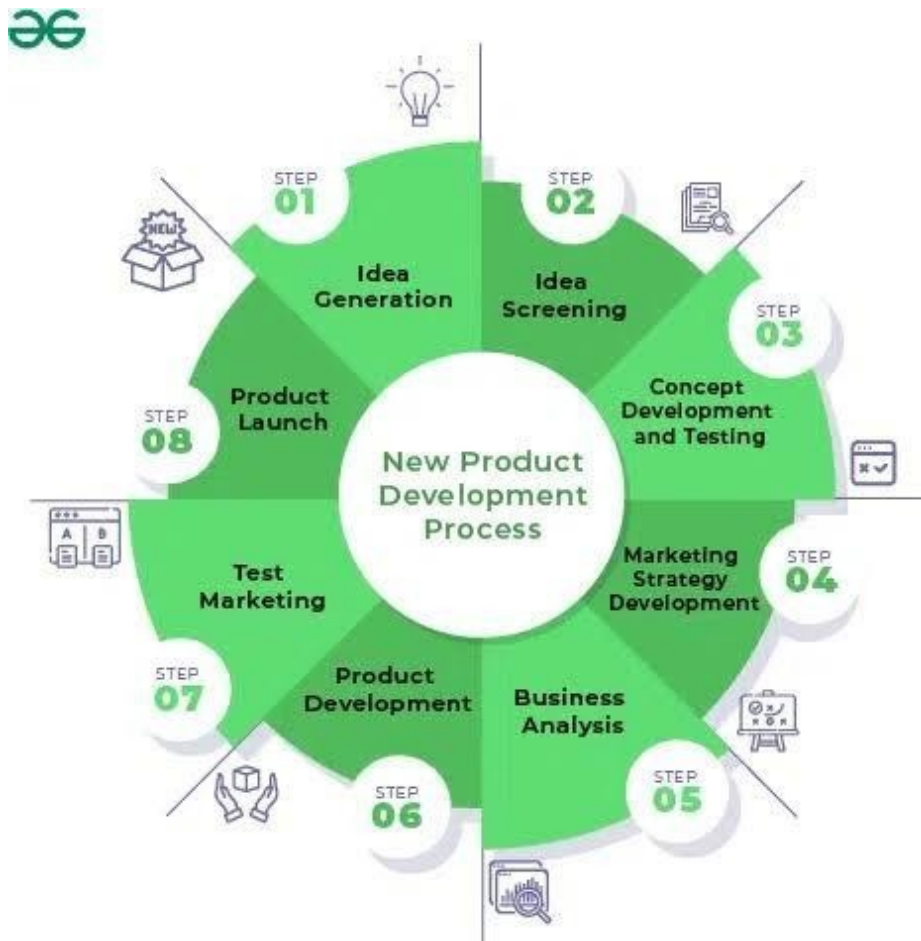 New Product
Development
Process
STEP
01
Idea
Generation
STEP
02
Idea
Screening
STEP
03
Concept
Development
and Testing
STEP
04
Marketing
Strategy
Development
STEP
05
Business
Analysis
STEP
06
Product
Development
STEP
07
Test
Marketing
A B
STEP
08
Product
Launch
NEW